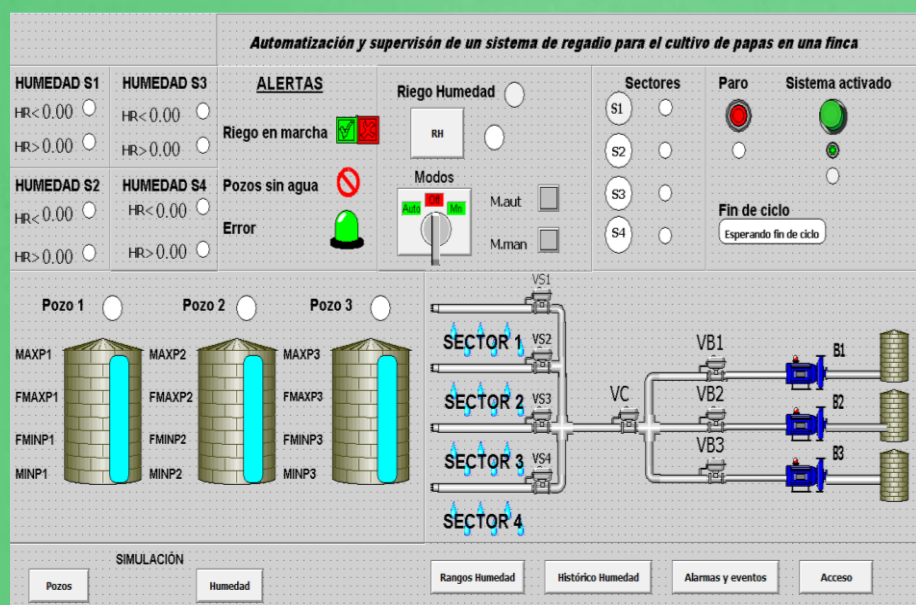 Automatización y supervisón de un sistema de regadio para el cultivo de papas en una finca
HUMEDAD S1
HR< 0.00
HR> 0.00
HUMEDAD S3
HR< 0.00
HR> 0.00
HUMEDAD S2
HR< 0.00
HR> 0.00
HUMEDAD S4
HR< 0.00
HR> 0.00
ALERTAS
Riego en marcha
Pozos sin agua
Error
Riego Humedad
RH
Modos
Auto Off Mn
M.aut
M.man
Sectores
S1
S2
S3
S4
Paro
Sistema activado
Fin de ciclo
Esperando fin de ciclo
Pozo 1
MAXP1
FMAXP1
FMINP1
MINP1
Pozo 2
MAXP2
FMAXP2
FMINP2
MINP2
Pozo 3
MAXP3
FMAXP3
FMINP3
MINP3
VS1
SECTOR 1
VS2
SECTOR 2
VS3
SECTOR 3
VS4
SECTOR 4
VC
VB1
VB2
VB3
B1
B2
B3
SIMULACIÓN
Pozos
Humedad
Rangos Humedad
Histórico Humedad
Alarmas y eventos
Acceso